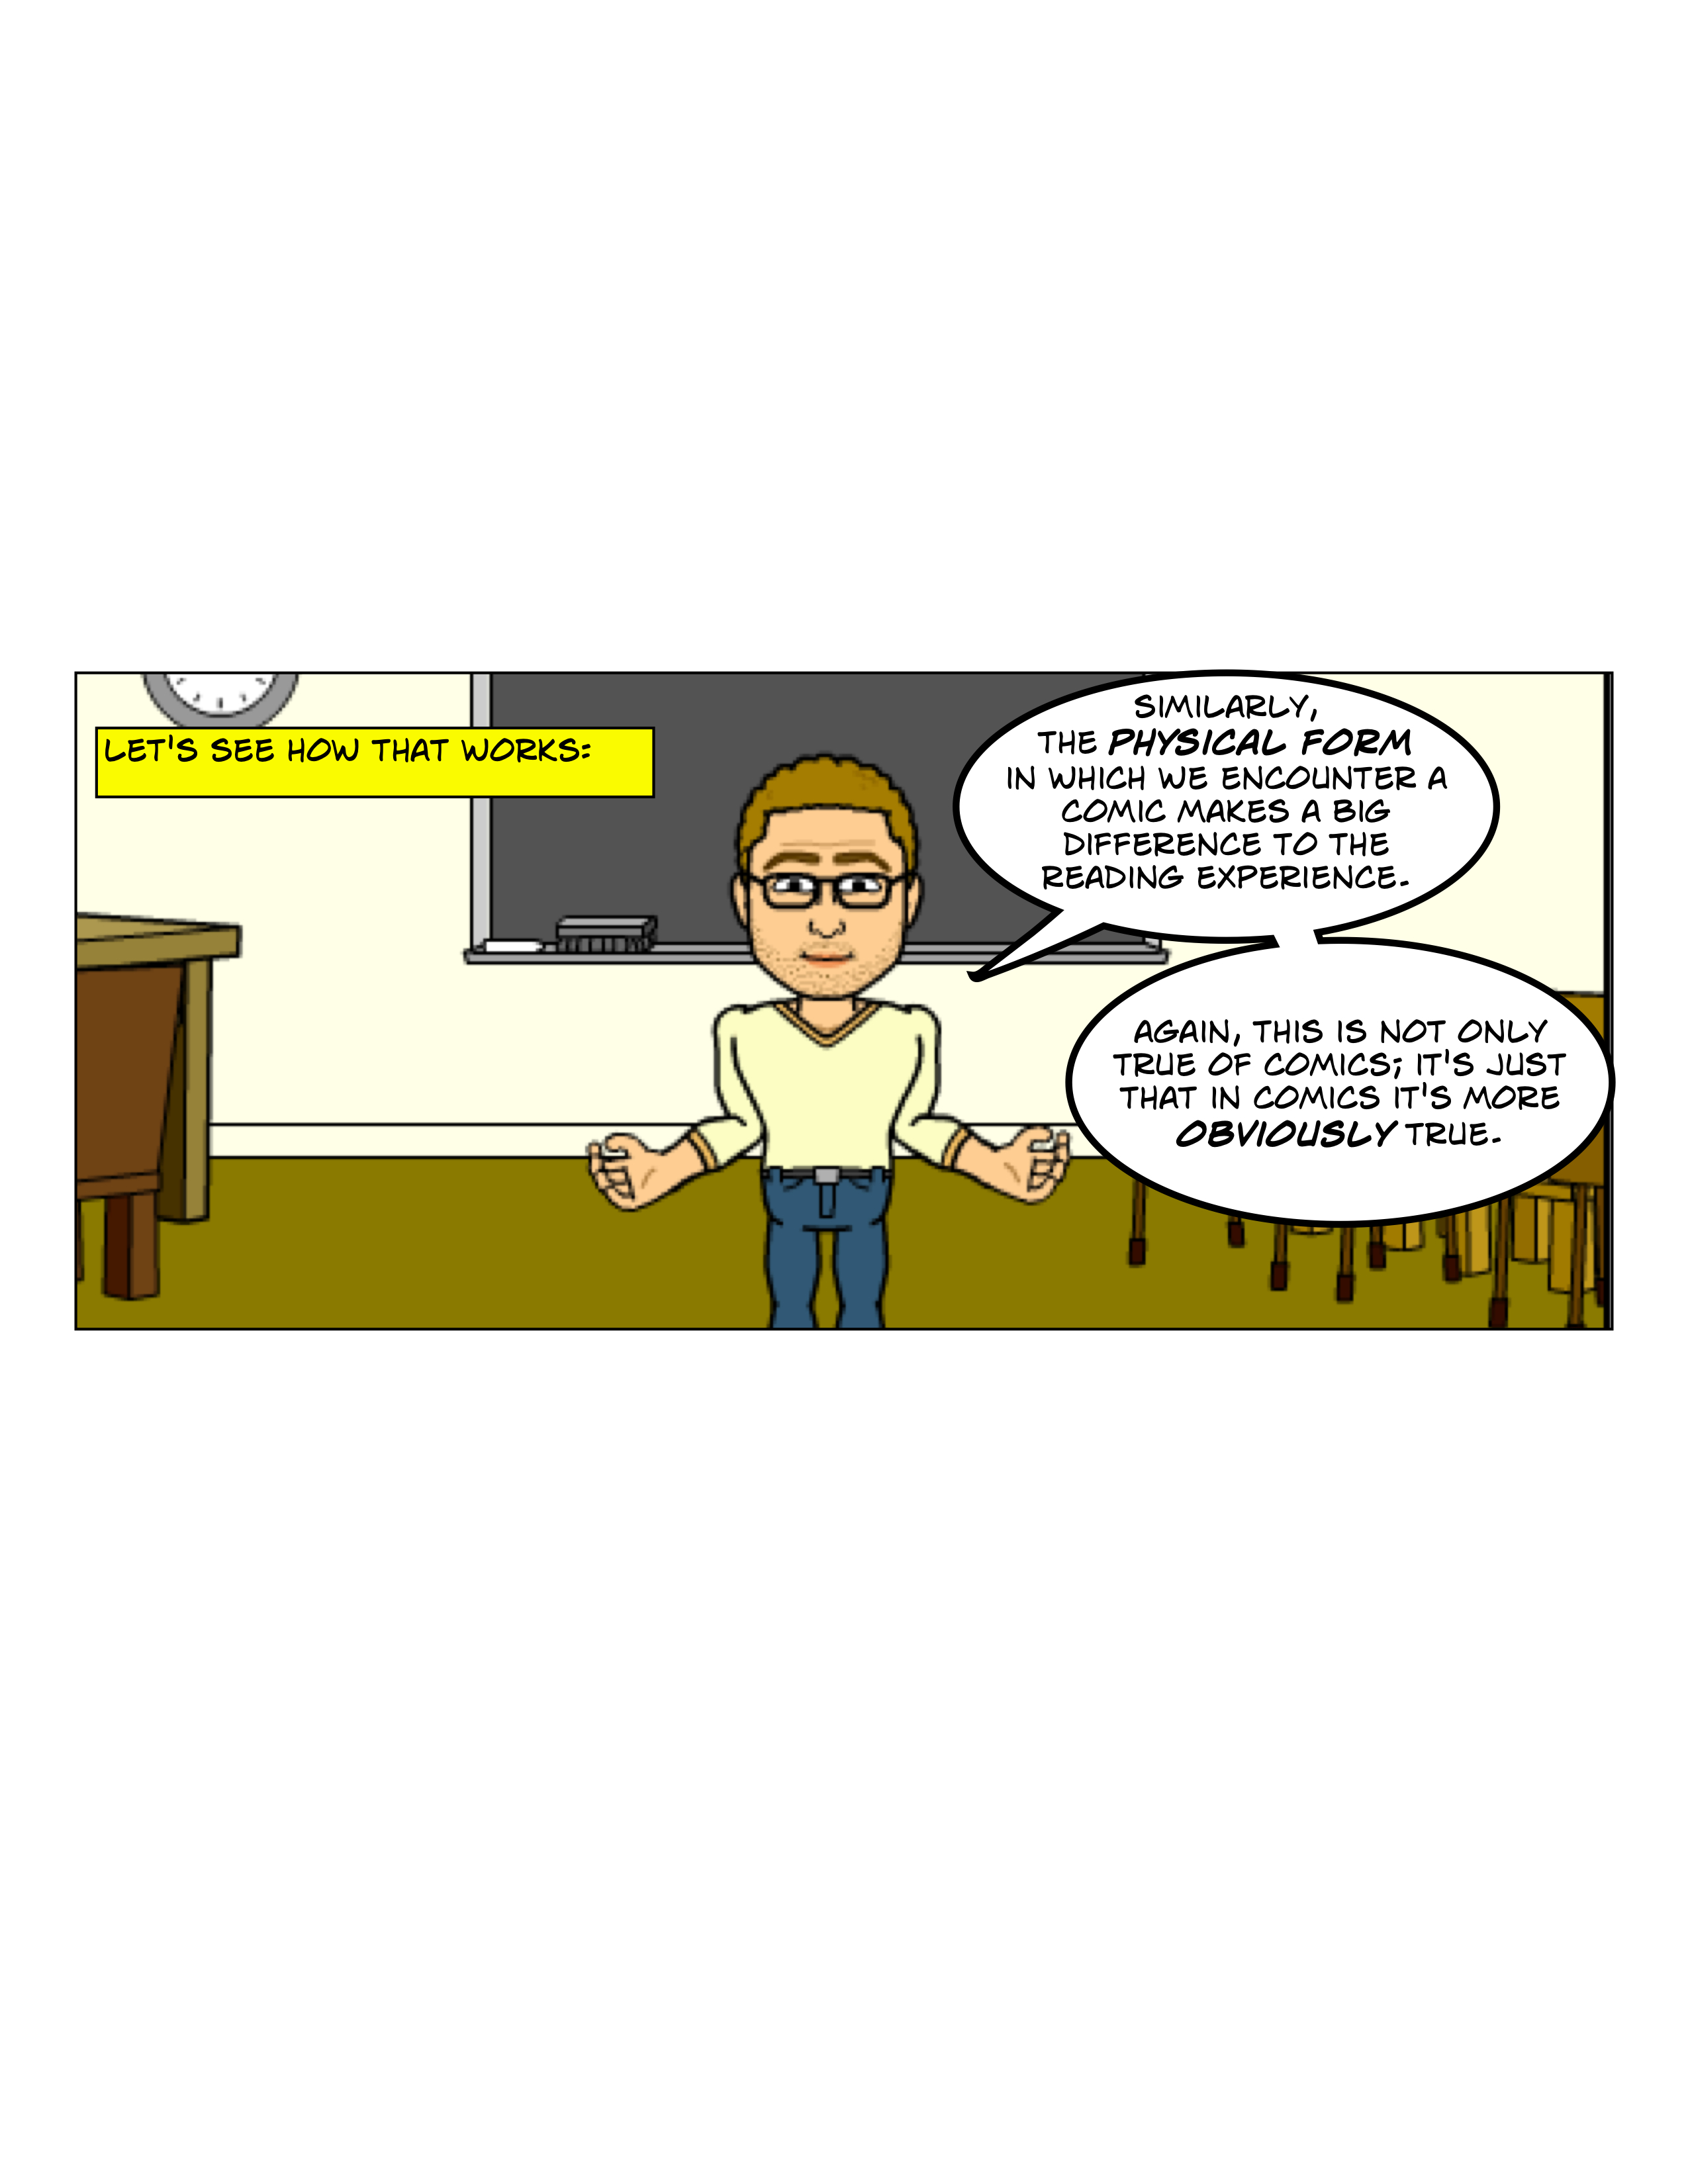 LET'S SEE HOW THAT WORKS:
SIMILARLY,
THE PHYSICAL FORM
IN WHICH WE ENCOUNTER A
COMIC MAKES A BIG
DIFFERENCE TO THE
READING EXPERIENCE.
AGAIN, THIS IS NOT ONLY
TRUE OF COMICS; IT'S JUST
THAT IN COMICS IT'S MORE
OBVIOUSLY TRUE.